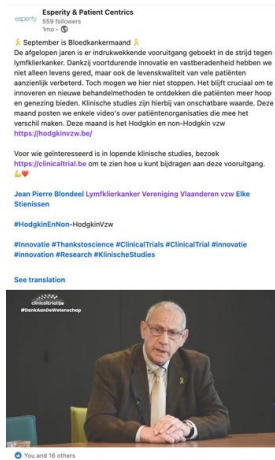 esperity
Esperity & Patient Centrics
559 followers
1mo •
🎗️ September is Bloedkankermaand 🎗️
De afgelopen jaren is er indrukwekkende vooruitgang geboekt in de strijd tegen
lymfklierkanker. Dankzij voortdurende innovatie en vastberadenheid hebben we
niet alleen levens gered, maar ook de levenskwaliteit van vele patiënten
aanzienlijk verbeterd. Toch mogen we hier niet stoppen. Het blijft cruciaal om te
innoveren en nieuwe behandelmethoden te ontdekken die patiënten meer hoop
en genezing bieden. Klinische studies zijn hierbij van onschatbare waarde. Deze
maand posten we enkele video's over patiëntenorganisaties die mee het
verschil maken. Deze maand is het Hodgkin en non-Hodgkin vzw
https://hodgkinvzw.be/
Voor wie geïnteresseerd is in lopende klinische studies, bezoek
https://clinicaltrial.be om te zien hoe u kunt bijdragen aan deze vooruitgang.
💪❤️
Jean Pierre Blondeel Lymfklierkanker Vereniging Vlaanderen vzw Elke
Stienissen
#HodgkinEnNon-HodgkinVzw
#Innovatie #Thankstoscience #ClinicalTrials #ClinicalTrial #innovatie
#innovation #Research #KlinischeStudies
See translation
clinicaltrial.be
#DankAanDeWetenschap
You and 16 others